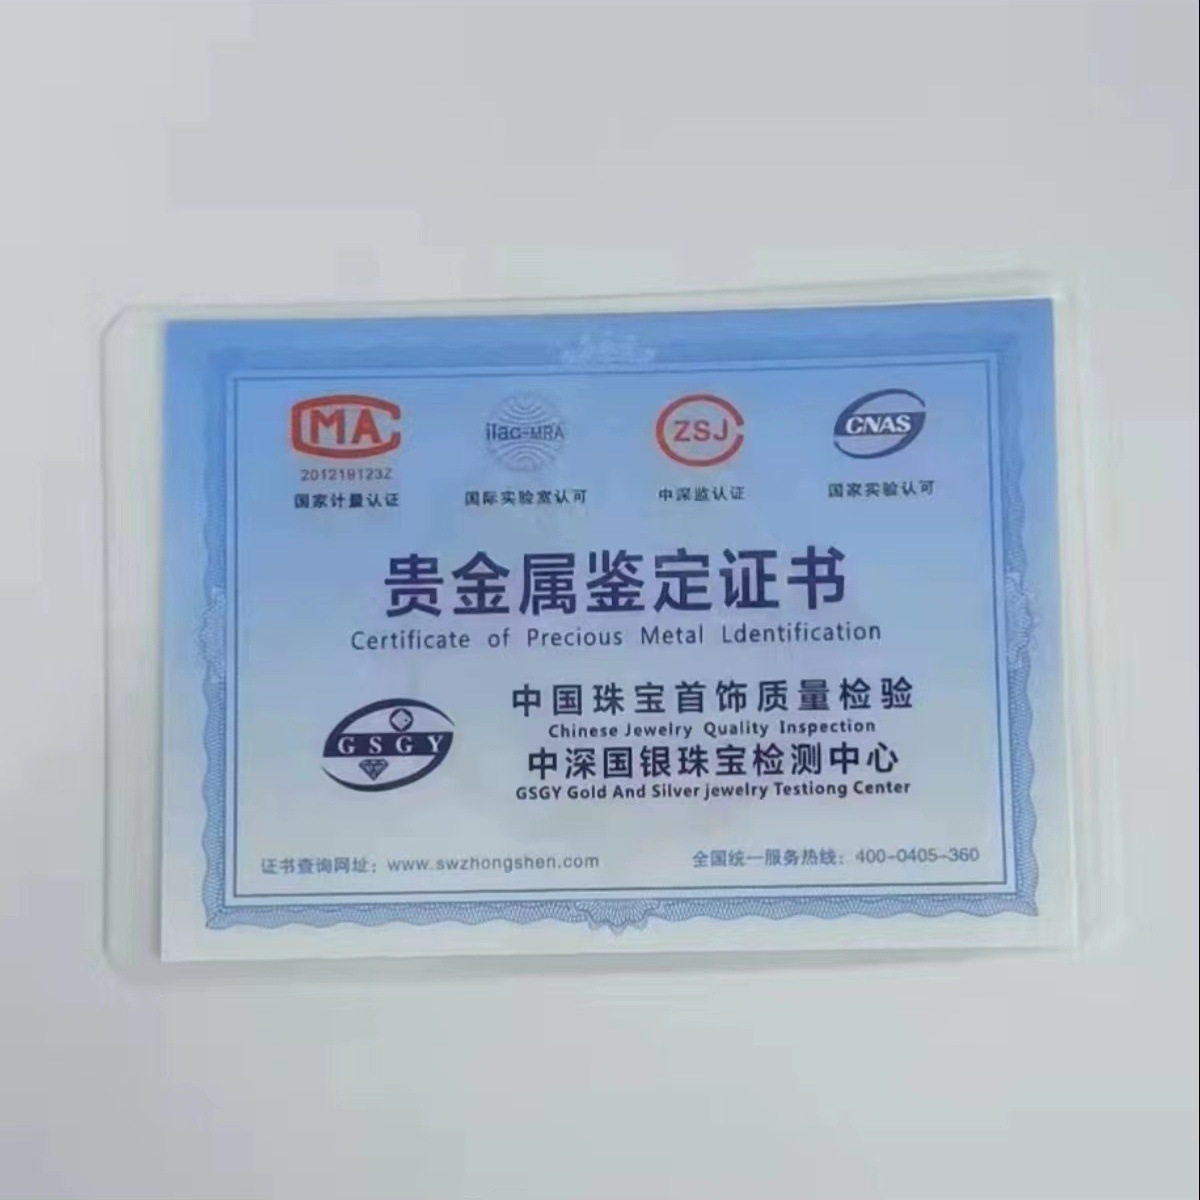 MA ilac-MRA ZSJ CNAS
201219123Z
国家计量认证 国际实验室认可 中深监认证 国家实验认可
贵金属鉴定证书
Certificate of Precious Metal Ldentification
中国珠宝首饰质量检验
Chinese Jewelry Quality Inspection
GSGY
中深国银珠宝检测中心
GSGY Gold And Silver jewelry Testiong Center
证书查询网址：www.swzhongshen.com 全国统一服务热线：400-0405-360